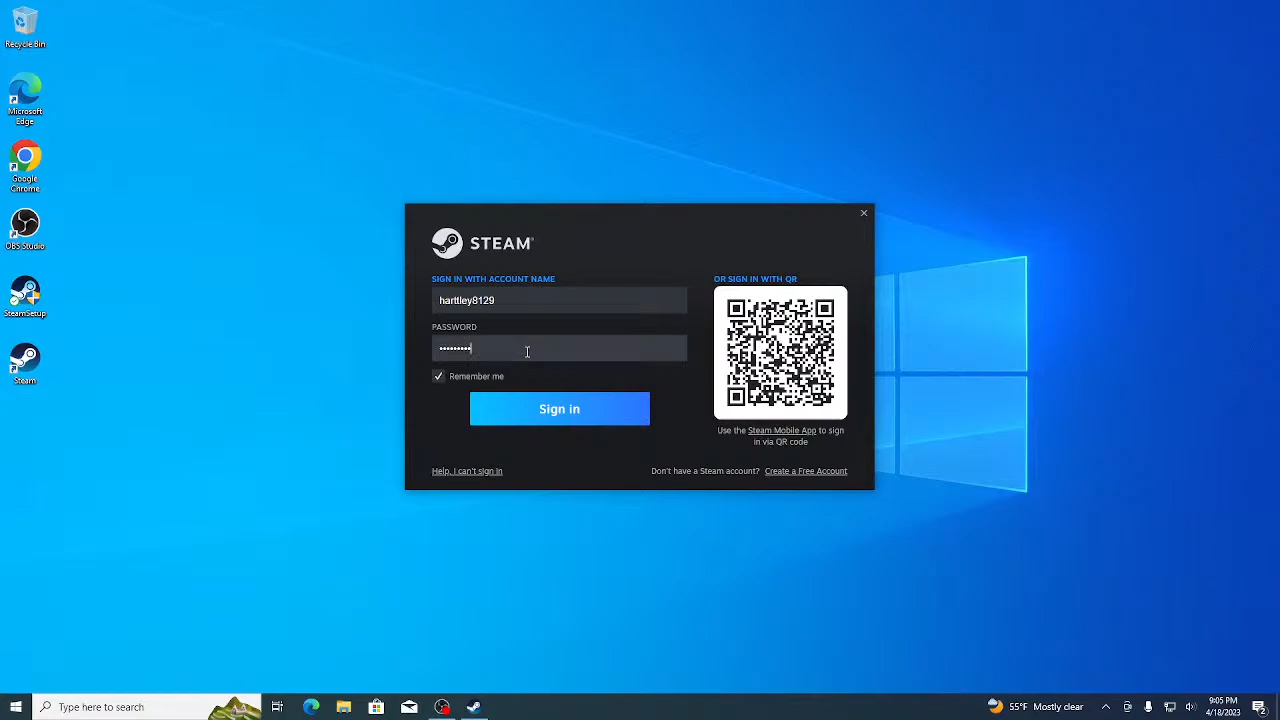 Recycle Bin
Microsoft
Edge
Google
Chrome
OBS Studio
SteamSetup
Steam
STEAM®
SIGN IN WITH ACCOUNT NAME
harttley8129
PASSWORD
•••••••••
Remember me
Sign in
Help, I can't sign in
OR SIGN IN WITH QR
Use the Steam Mobile App to sign
in via QR code
Don't have a Steam account? Create a Free Account
Type here to search
55°F Mostly clear
9:05 PM
4/18/2023
2